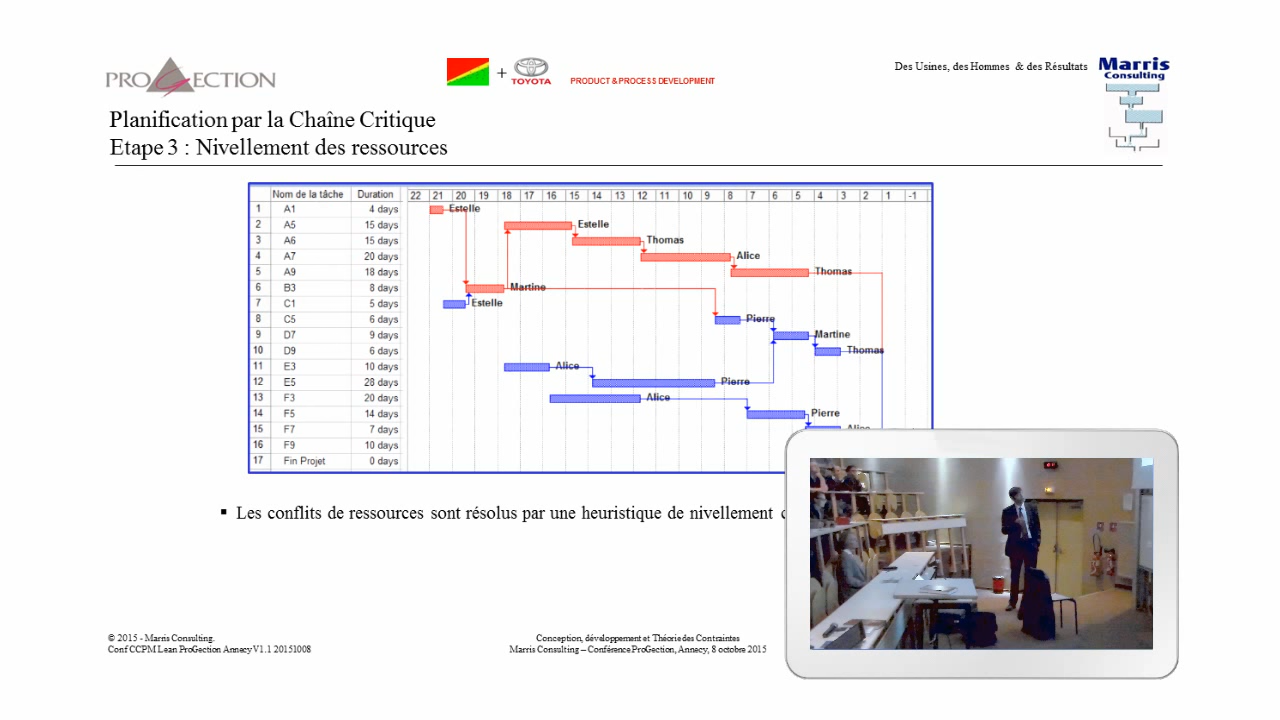 PROGECTION
+
TOYOTA
PRODUCT & PROCESS DEVELOPMENT
Des Usines, des Hommes & des Résultats
Marris
Consulting
Planification par la Chaîne Critique
Etape 3 : Nivellement des ressources
Nom de la tâche Duration 22 21 20 19 18 17 16 15 14 13 12 11 10 9 8 7 6 5 4 3 2 1 -1
1 A1 4 days Estelle
2 A5 15 days Estelle
3 A6 15 days Thomas
4 A7 20 days Alice
5 A9 18 days Thomas
6 B3 8 days Martine
7 C1 5 days Estelle
8 C5 6 days Pierre
9 D7 9 days Martine
10 D9 6 days Thomas
11 E3 10 days Alice
12 E5 28 days Pierre
13 F3 20 days Alice
14 F5 14 days Pierre
15 F7 7 days Alice
16 F9 10 days
17 Fin Projet 0 days
▪ Les conflits de ressources sont résolus par une heuristique de nivellement
© 2015 - Marris Consulting.
Conf CCPM Lean ProGection Annecy V1.1 20151008
Conception, développement et Théorie des Contraintes
Marris Consulting – Conférence ProGection, Annecy, 8 octobre 2015